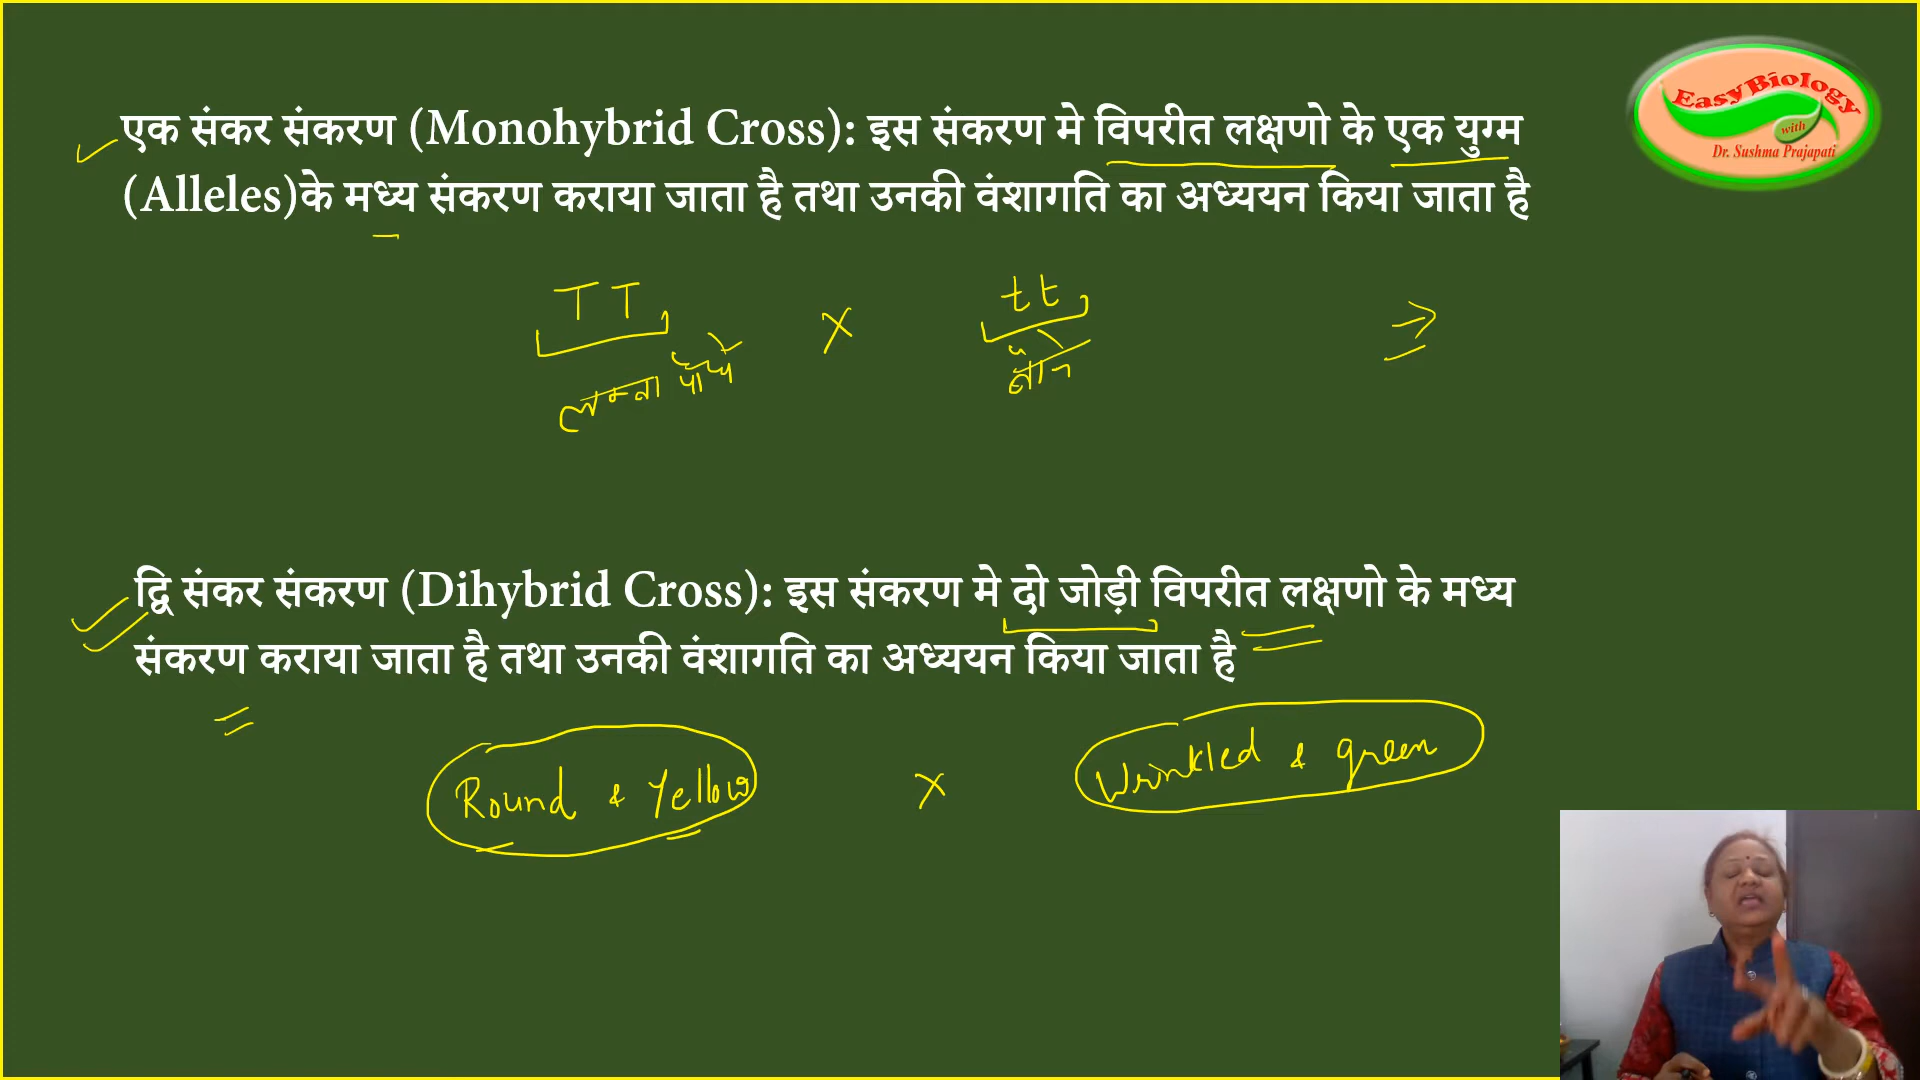 EasyBiology
with
Dr. Sushma Prajapati
एक संकर संकरण (Monohybrid Cross): इस संकरण मे विपरीत लक्षणो के एक युग्म
(Alleles)के मध्य संकरण कराया जाता है तथा उनकी वंशागति का अध्ययन किया जाता है
TT X tt ⇒
लम्बा पौधे बौने
द्वि संकर संकरण (Dihybrid Cross): इस संकरण मे दो जोड़ी विपरीत लक्षणो के मध्य
संकरण कराया जाता है तथा उनकी वंशागति का अध्ययन किया जाता है
Round & Yellow X Wrinkled & green